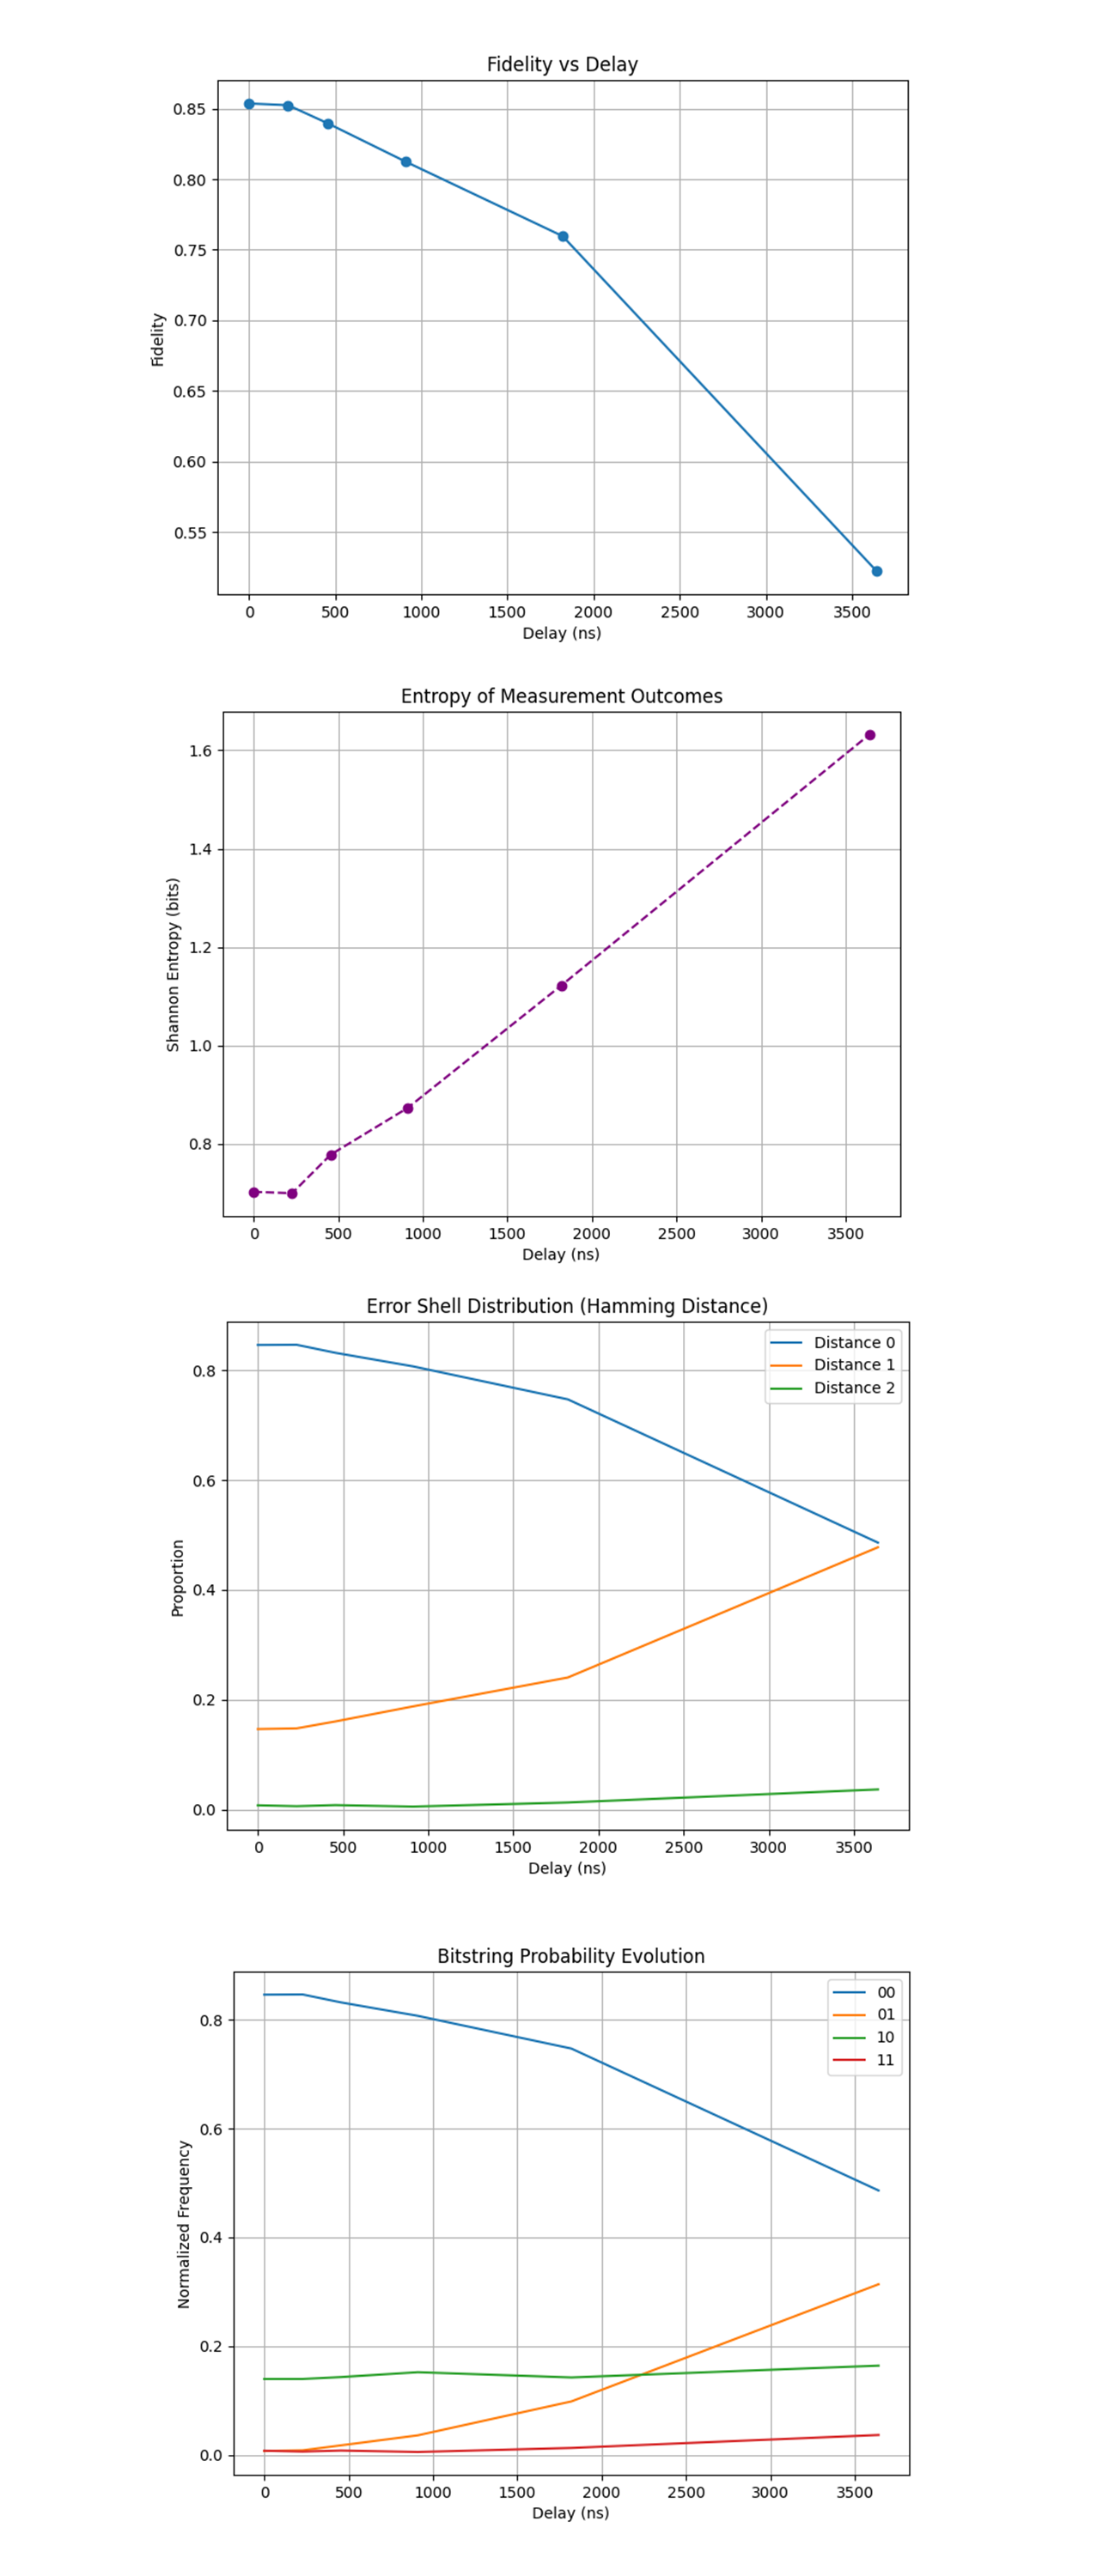 Fidelity vs Delay
0.85
0.80
0.75
0.70
0.65
0.60
0.55
Fidelity
0 500 1000 1500 2000 2500 3000 3500
Delay (ns)
Entropy of Measurement Outcomes
1.6
1.4
1.2
1.0
0.8
Shannon Entropy (bits)
0 500 1000 1500 2000 2500 3000 3500
Delay (ns)
Error Shell Distribution (Hamming Distance)
Distance 0
Distance 1
Distance 2
0.8
0.6
0.4
0.2
0.0
Proportion
0 500 1000 1500 2000 2500 3000 3500
Delay (ns)
Bitstring Probability Evolution
00
01
10
11
0.8
0.6
0.4
0.2
0.0
Normalized Frequency
0 500 1000 1500 2000 2500 3000 3500
Delay (ns)